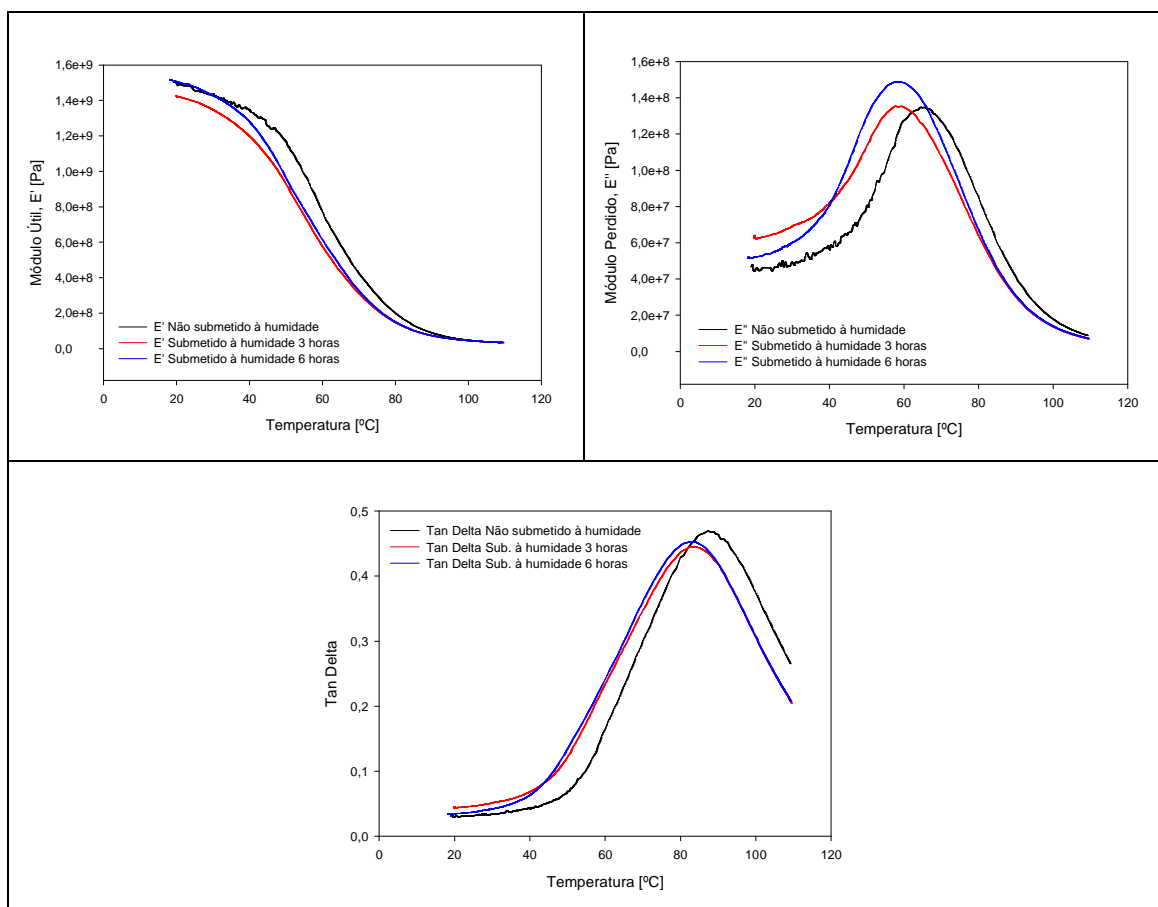 1,6e+9
1,4e+9
1,2e+9
1,0e+9
8,0e+8
6,0e+8
4,0e+8
2,0e+8
0,0
Módulo Útil, E' [Pa]
E' Não submetido à humidade
E' Submetido à humidade 3 horas
E' Submetido à humidade 6 horas
0 20 40 60 80 100 120
Temperatura [ºC]
1,6e+8
1,4e+8
1,2e+8
1,0e+8
8,0e+7
6,0e+7
4,0e+7
2,0e+7
0,0
Módulo Perdido, E'' [Pa]
E'' Não submetido à humidade
E'' Submetido à humidade 3 horas
E'' Submetido à humidade 6 horas
0 20 40 60 80 100 120
Temperatura [ºC]
0,5
0,4
0,3
0,2
0,1
0,0
Tan Delta
Tan Delta Não submetido à humidade
Tan Delta Sub. à humidade 3 horas
Tan Delta Sub. à humidade 6 horas
0 20 40 60 80 100 120
Temperatura [ºC]